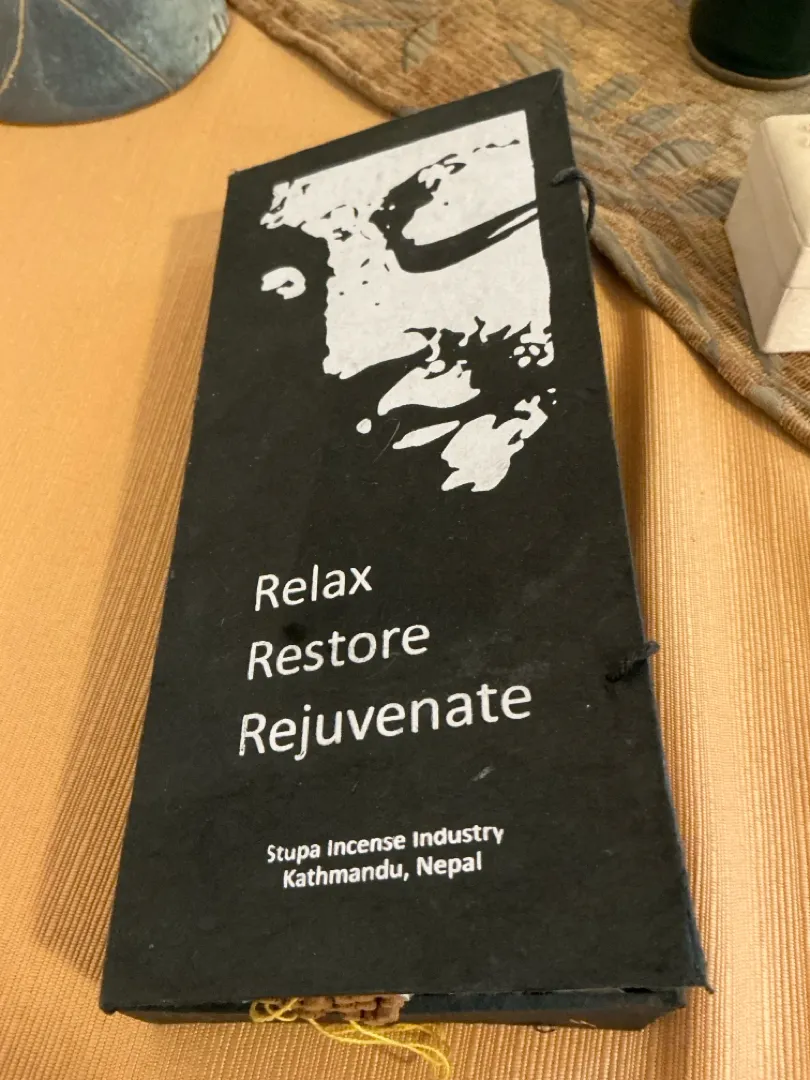 Relax
Restore
Rejuvenate
Stupa Incense Industry
Kathmandu, Nepal